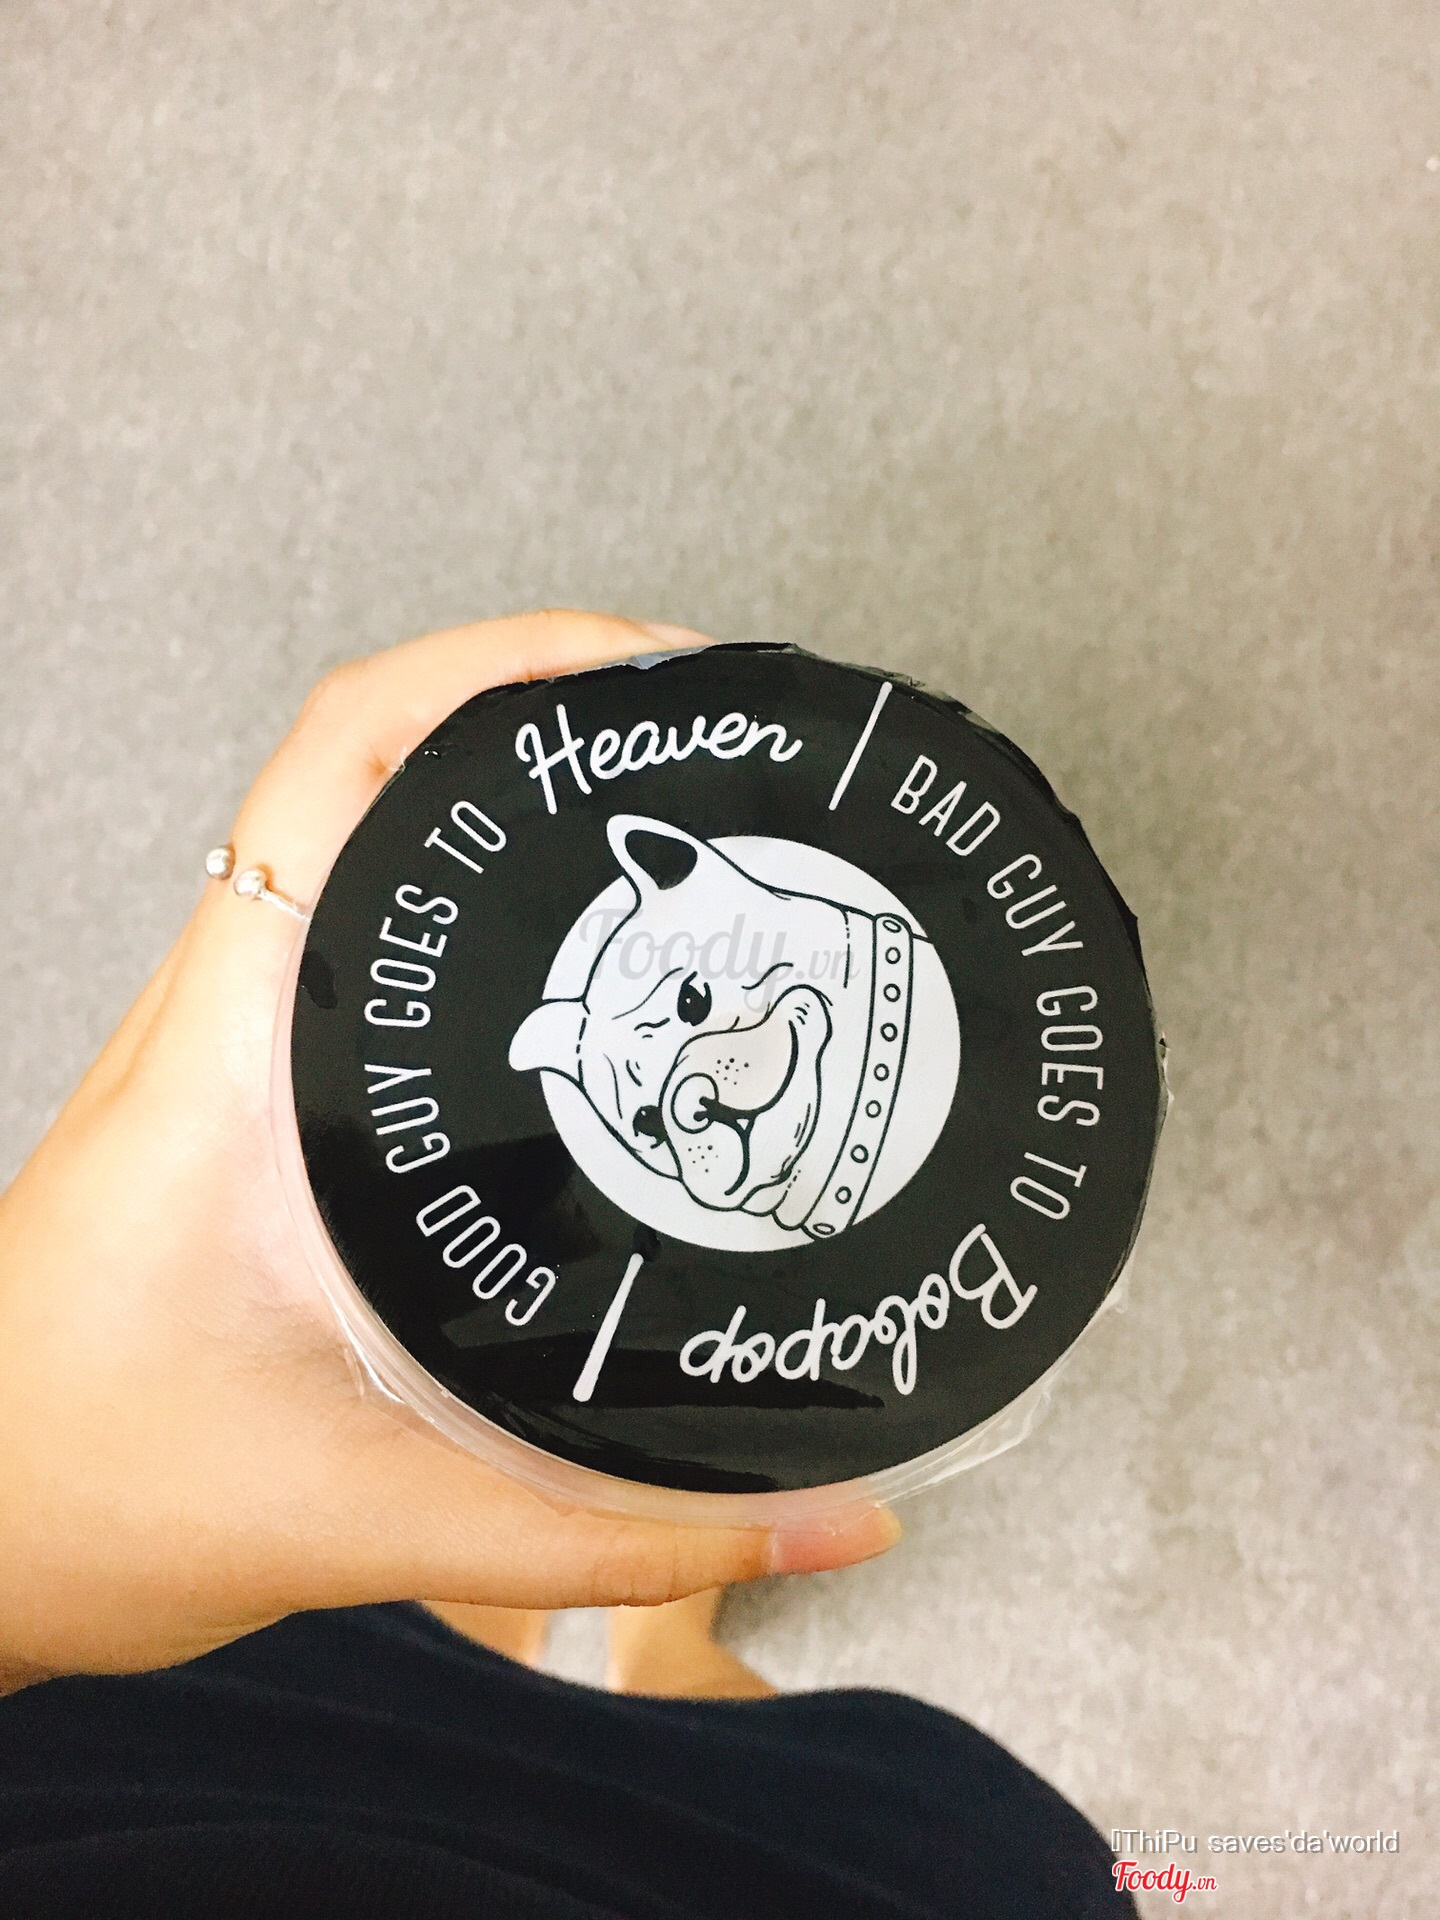 GOOD GUY GOES TO Heaven |
BAD GUY GOES TO Bobapop |
Foody.vn
ThiPu saves'da'world
Foody.vn